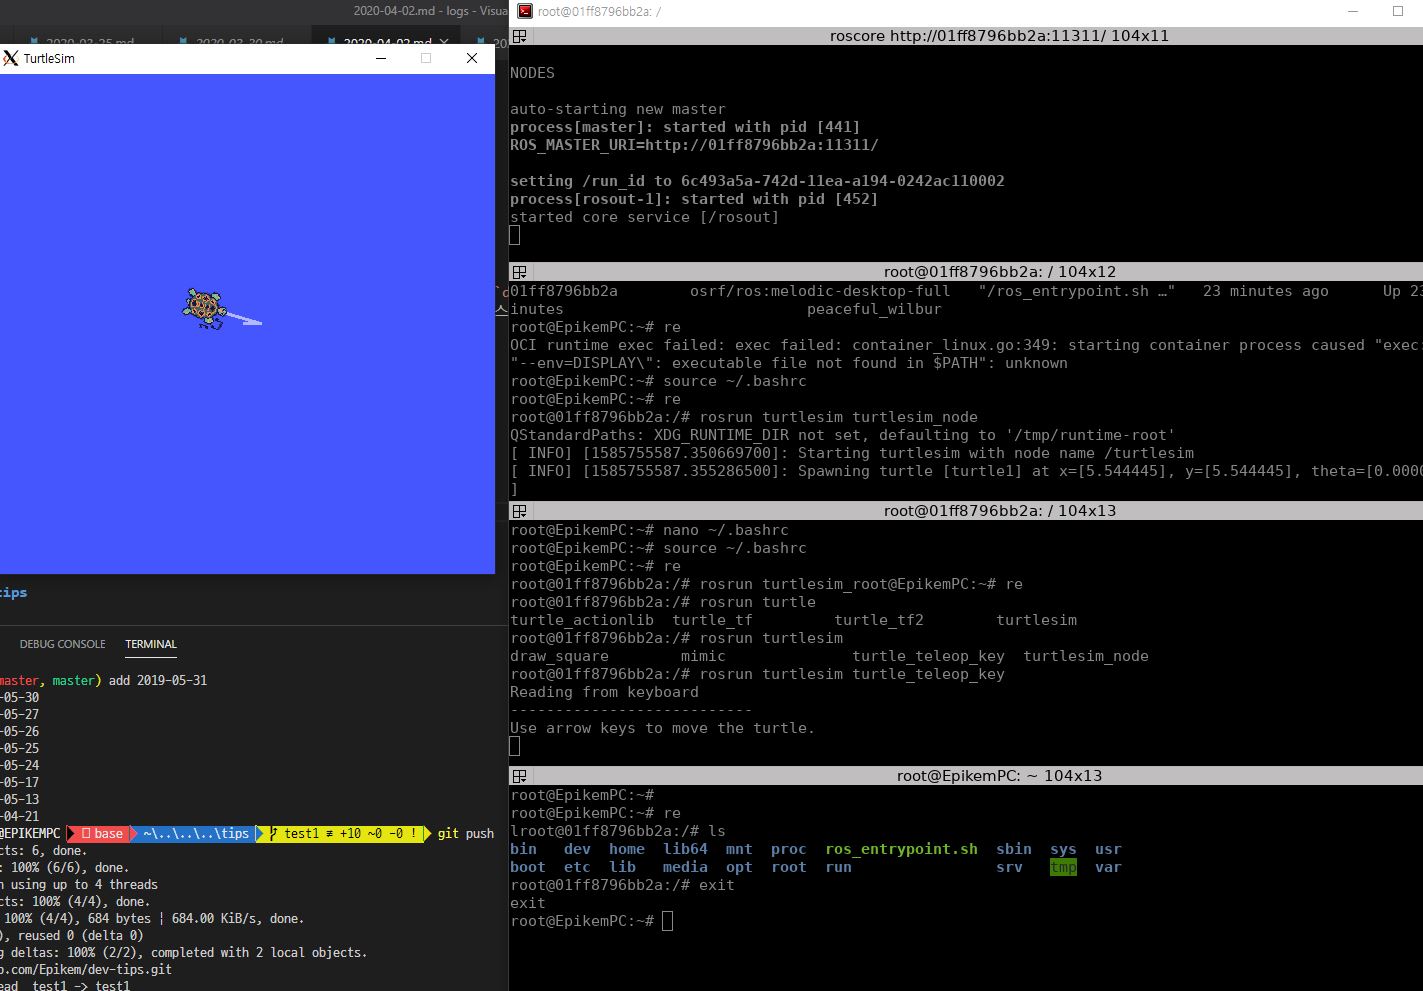 2020-04-02.md - logs - Visua
2020-03-25.md 2020-03-30.md 2020-04-02.md
TurtleSim
tips
DEBUG CONSOLE TERMINAL
master, master) add 2019-05-31
-05-30
-05-27
-05-26
-05-25
-05-24
-05-17
-05-13
-04-21
@EPIKEMPC base ~\..\..\..\tips test1 ≢ +10 ~0 -0 ! git push
cts: 6, done.
: 100% (6/6), done.
n using up to 4 threads
cts: 100% (4/4), done.
100% (4/4), 684 bytes ¦ 684.00 KiB/s, done.
), reused 0 (delta 0)
g deltas: 100% (2/2), completed with 2 local objects.
b.com/Epikem/dev-tips.git
ead test1 -> test1
root@01ff8796bb2a: /
roscore http://01ff8796bb2a:11311/ 104x11
NODES
auto-starting new master
process[master]: started with pid [441]
ROS_MASTER_URI=http://01ff8796bb2a:11311/
setting /run_id to 6c493a5a-742d-11ea-a194-0242ac110002
process[rosout-1]: started with pid [452]
started core service [/rosout]
root@01ff8796bb2a: / 104x12
01ff8796bb2a osrf/ros:melodic-desktop-full "/ros_entrypoint.sh …" 23 minutes ago Up 23
inutes peaceful_wilbur
root@EpikemPC:~# re
OCI runtime exec failed: exec failed: container_linux.go:349: starting container process caused "exec:
"--env=DISPLAY\": executable file not found in $PATH": unknown
root@EpikemPC:~# source ~/.bashrc
root@EpikemPC:~# re
root@01ff8796bb2a:/# rosrun turtlesim turtlesim_node
QStandardPaths: XDG_RUNTIME_DIR not set, defaulting to '/tmp/runtime-root'
[ INFO] [1585755587.350669700]: Starting turtlesim with node name /turtlesim
[ INFO] [1585755587.355286500]: Spawning turtle [turtle1] at x=[5.544445], y=[5.544445], theta=[0.0000
]
root@01ff8796bb2a: / 104x13
root@EpikemPC:~# nano ~/.bashrc
root@EpikemPC:~# source ~/.bashrc
root@EpikemPC:~# re
root@01ff8796bb2a:/# rosrun turtlesim_root@EpikemPC:~# re
root@01ff8796bb2a:/# rosrun turtle
turtle_actionlib turtle_tf turtle_tf2 turtlesim
root@01ff8796bb2a:/# rosrun turtlesim
draw_square mimic turtle_teleop_key turtlesim_node
root@01ff8796bb2a:/# rosrun turtlesim turtle_teleop_key
Reading from keyboard
---------------------------
Use arrow keys to move the turtle.
root@EpikemPC: ~ 104x13
root@EpikemPC:~#
root@EpikemPC:~# re
lroot@01ff8796bb2a:/# ls
bin dev home lib64 mnt proc ros_entrypoint.sh sbin sys usr
boot etc lib media opt root run srv tmp var
root@01ff8796bb2a:/# exit
exit
root@EpikemPC:~#